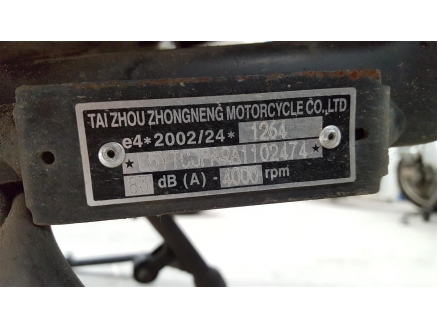 TAI ZHOU ZHONGNENG MOTORCYCLE CO.,LTD
e4*2002/24* 1264
dB (A) - 4000 rpm